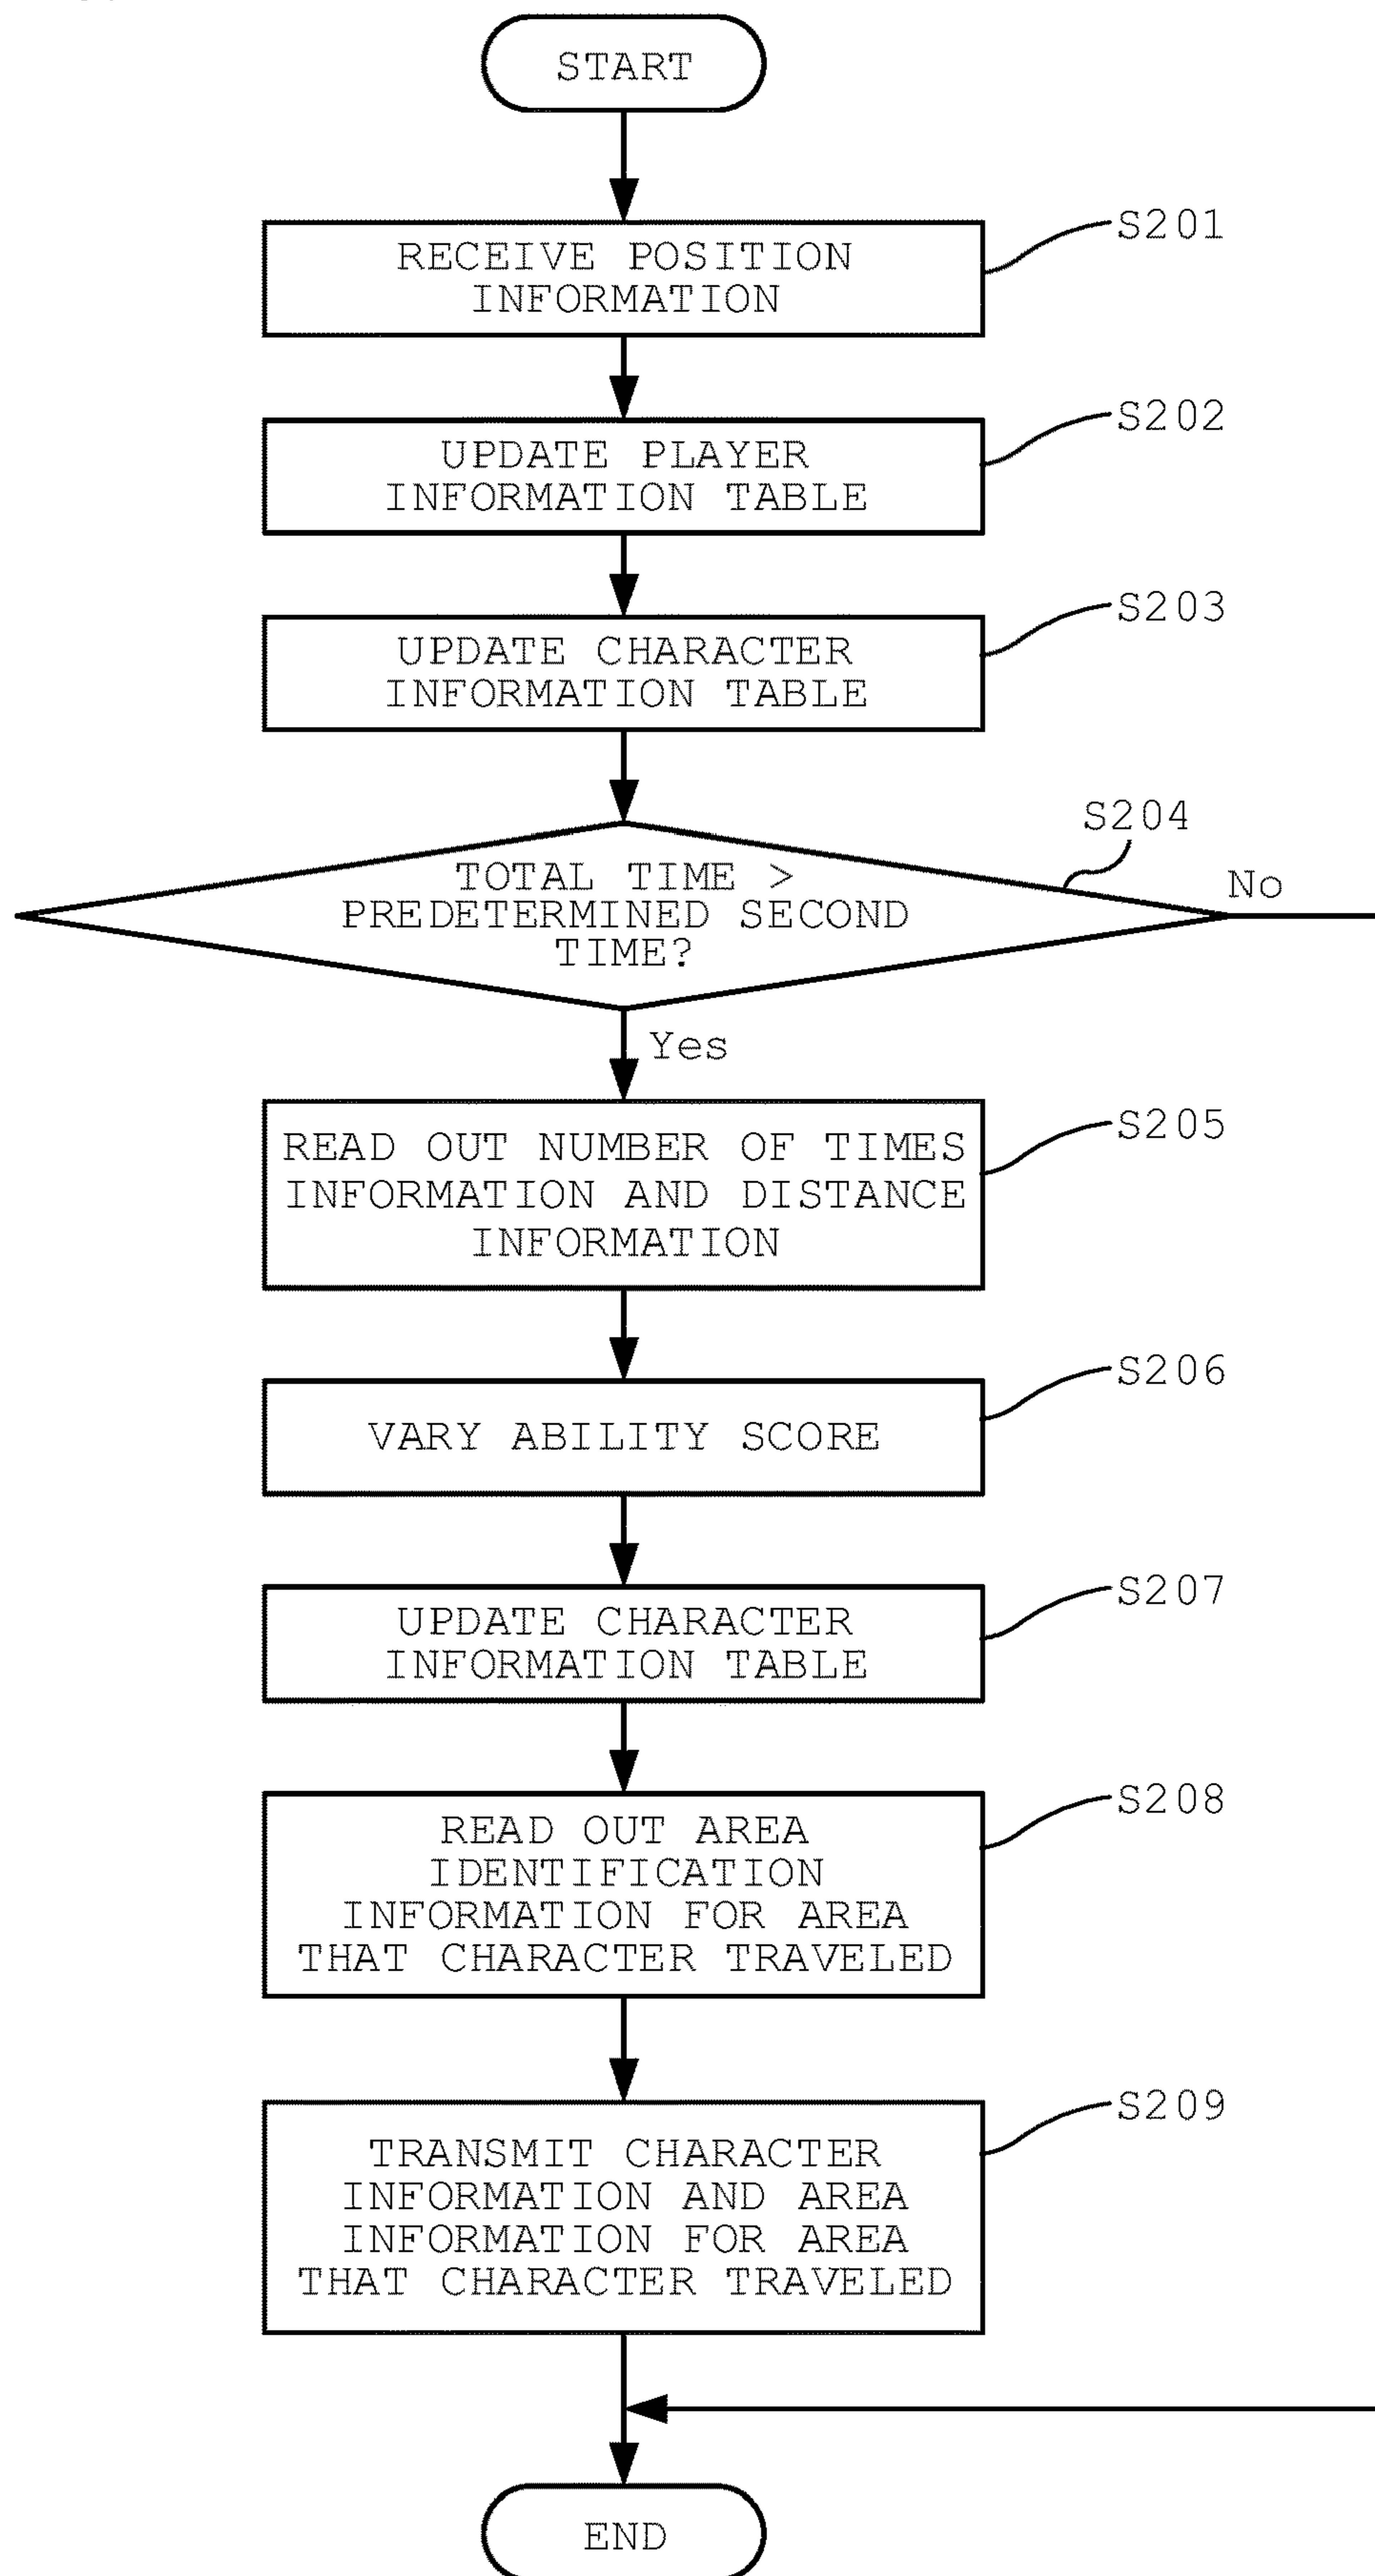 START
RECEIVE POSITION
INFORMATION
S201
UPDATE PLAYER
INFORMATION TABLE
S202
UPDATE CHARACTER
INFORMATION TABLE
S203
TOTAL TIME >
PREDETERMINED SECOND
TIME?
S204
No
Yes
READ OUT NUMBER OF TIMES
INFORMATION AND DISTANCE
INFORMATION
S205
VARY ABILITY SCORE
S206
UPDATE CHARACTER
INFORMATION TABLE
S207
READ OUT AREA
IDENTIFICATION
INFORMATION FOR AREA
THAT CHARACTER TRAVELED
S208
TRANSMIT CHARACTER
INFORMATION AND AREA
INFORMATION FOR AREA
THAT CHARACTER TRAVELED
S209
END